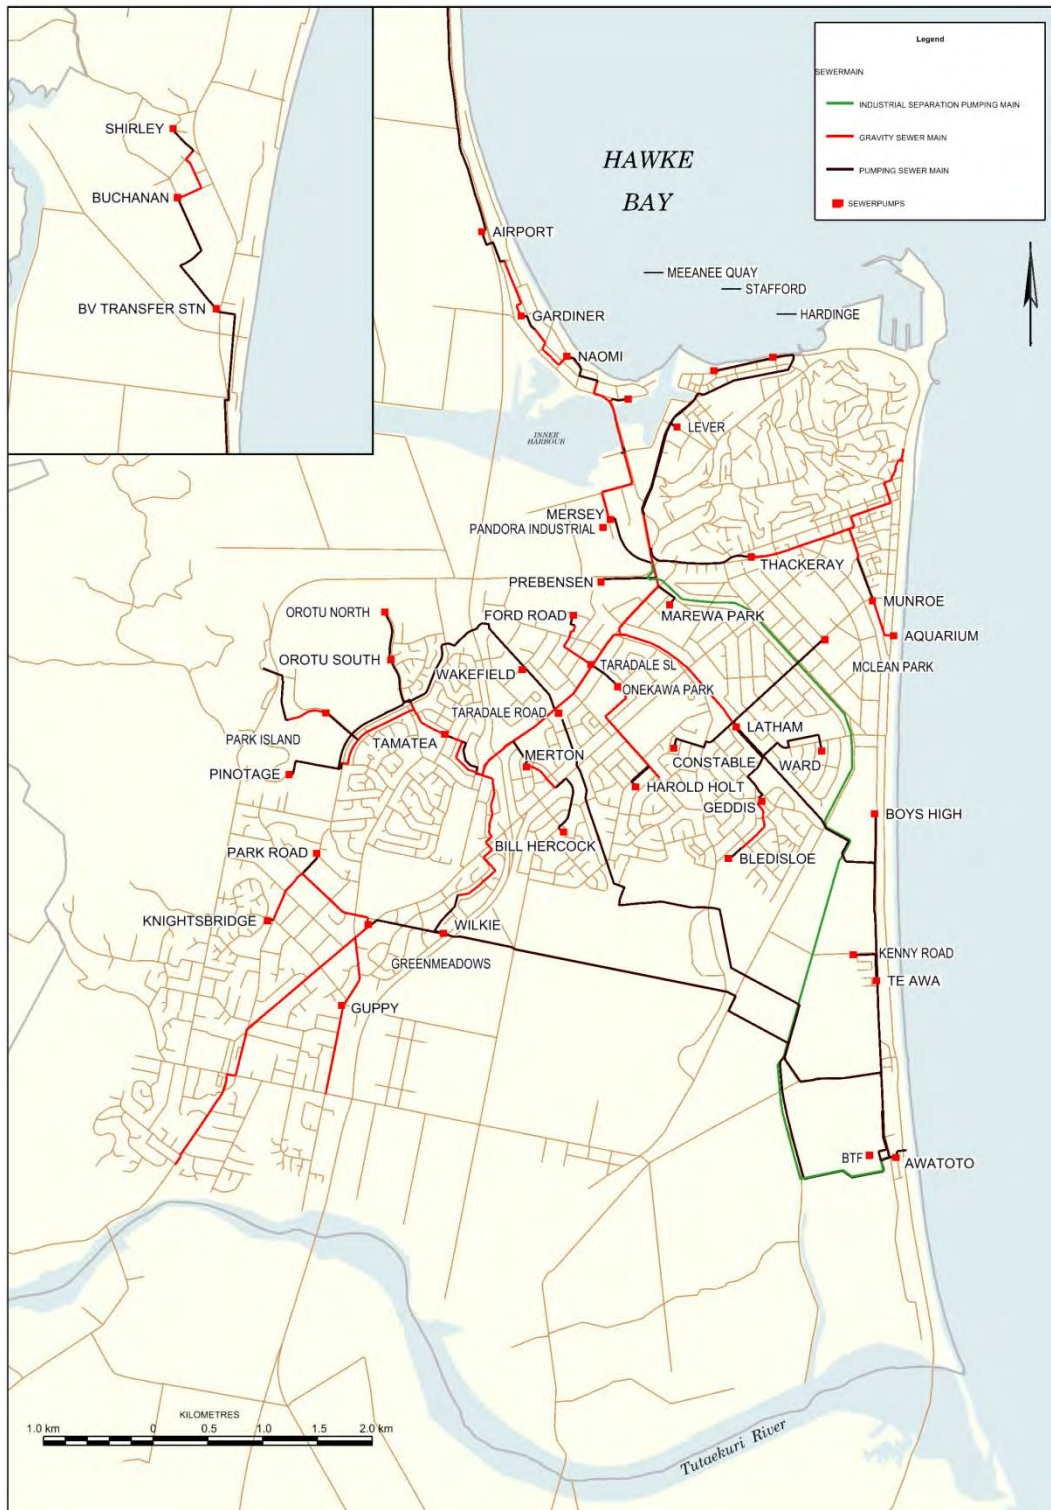 Legend
SEWERMAIN
INDUSTRIAL SEPARATION PUMPING MAIN
GRAVITY SEWER MAIN
PUMPING SEWER MAIN
SEWERPUMPS
SHIRLEY
BUCHANAN
BV TRANSFER STN
HAWKE
BAY
AIRPORT
MEEANEE QUAY
STAFFORD
HARDINGE
GARDINER
NAOMI
LEVER
INNER
HARBOUR
MERSEY
PANDORA INDUSTRIAL
THACKERAY
PREBENSEN
MAREWA PARK
MUNROE
OROTU NORTH
FORD ROAD
AQUARIUM
OROTU SOUTH
WAKEFIELD
TARADALE SL
MCLEAN PARK
ONEKAWA PARK
TARADALE ROAD
LATHAM
PARK ISLAND
TAMATEA
MERTON
CONSTABLE
WARD
PINOTAGE
HAROLD HOLT
GEDDIS
BOYS HIGH
BILL HERCOCK
BLEDISLOE
PARK ROAD
KNIGHTSBRIDGE
WILKIE
KENNY ROAD
GREENMEADOWS
TE AWA
GUPPY
BTF
AWATOTO
KILOMETRES
1.0 km 0 0.5 1.0 1.5 2.0 km
Tutaekuri River